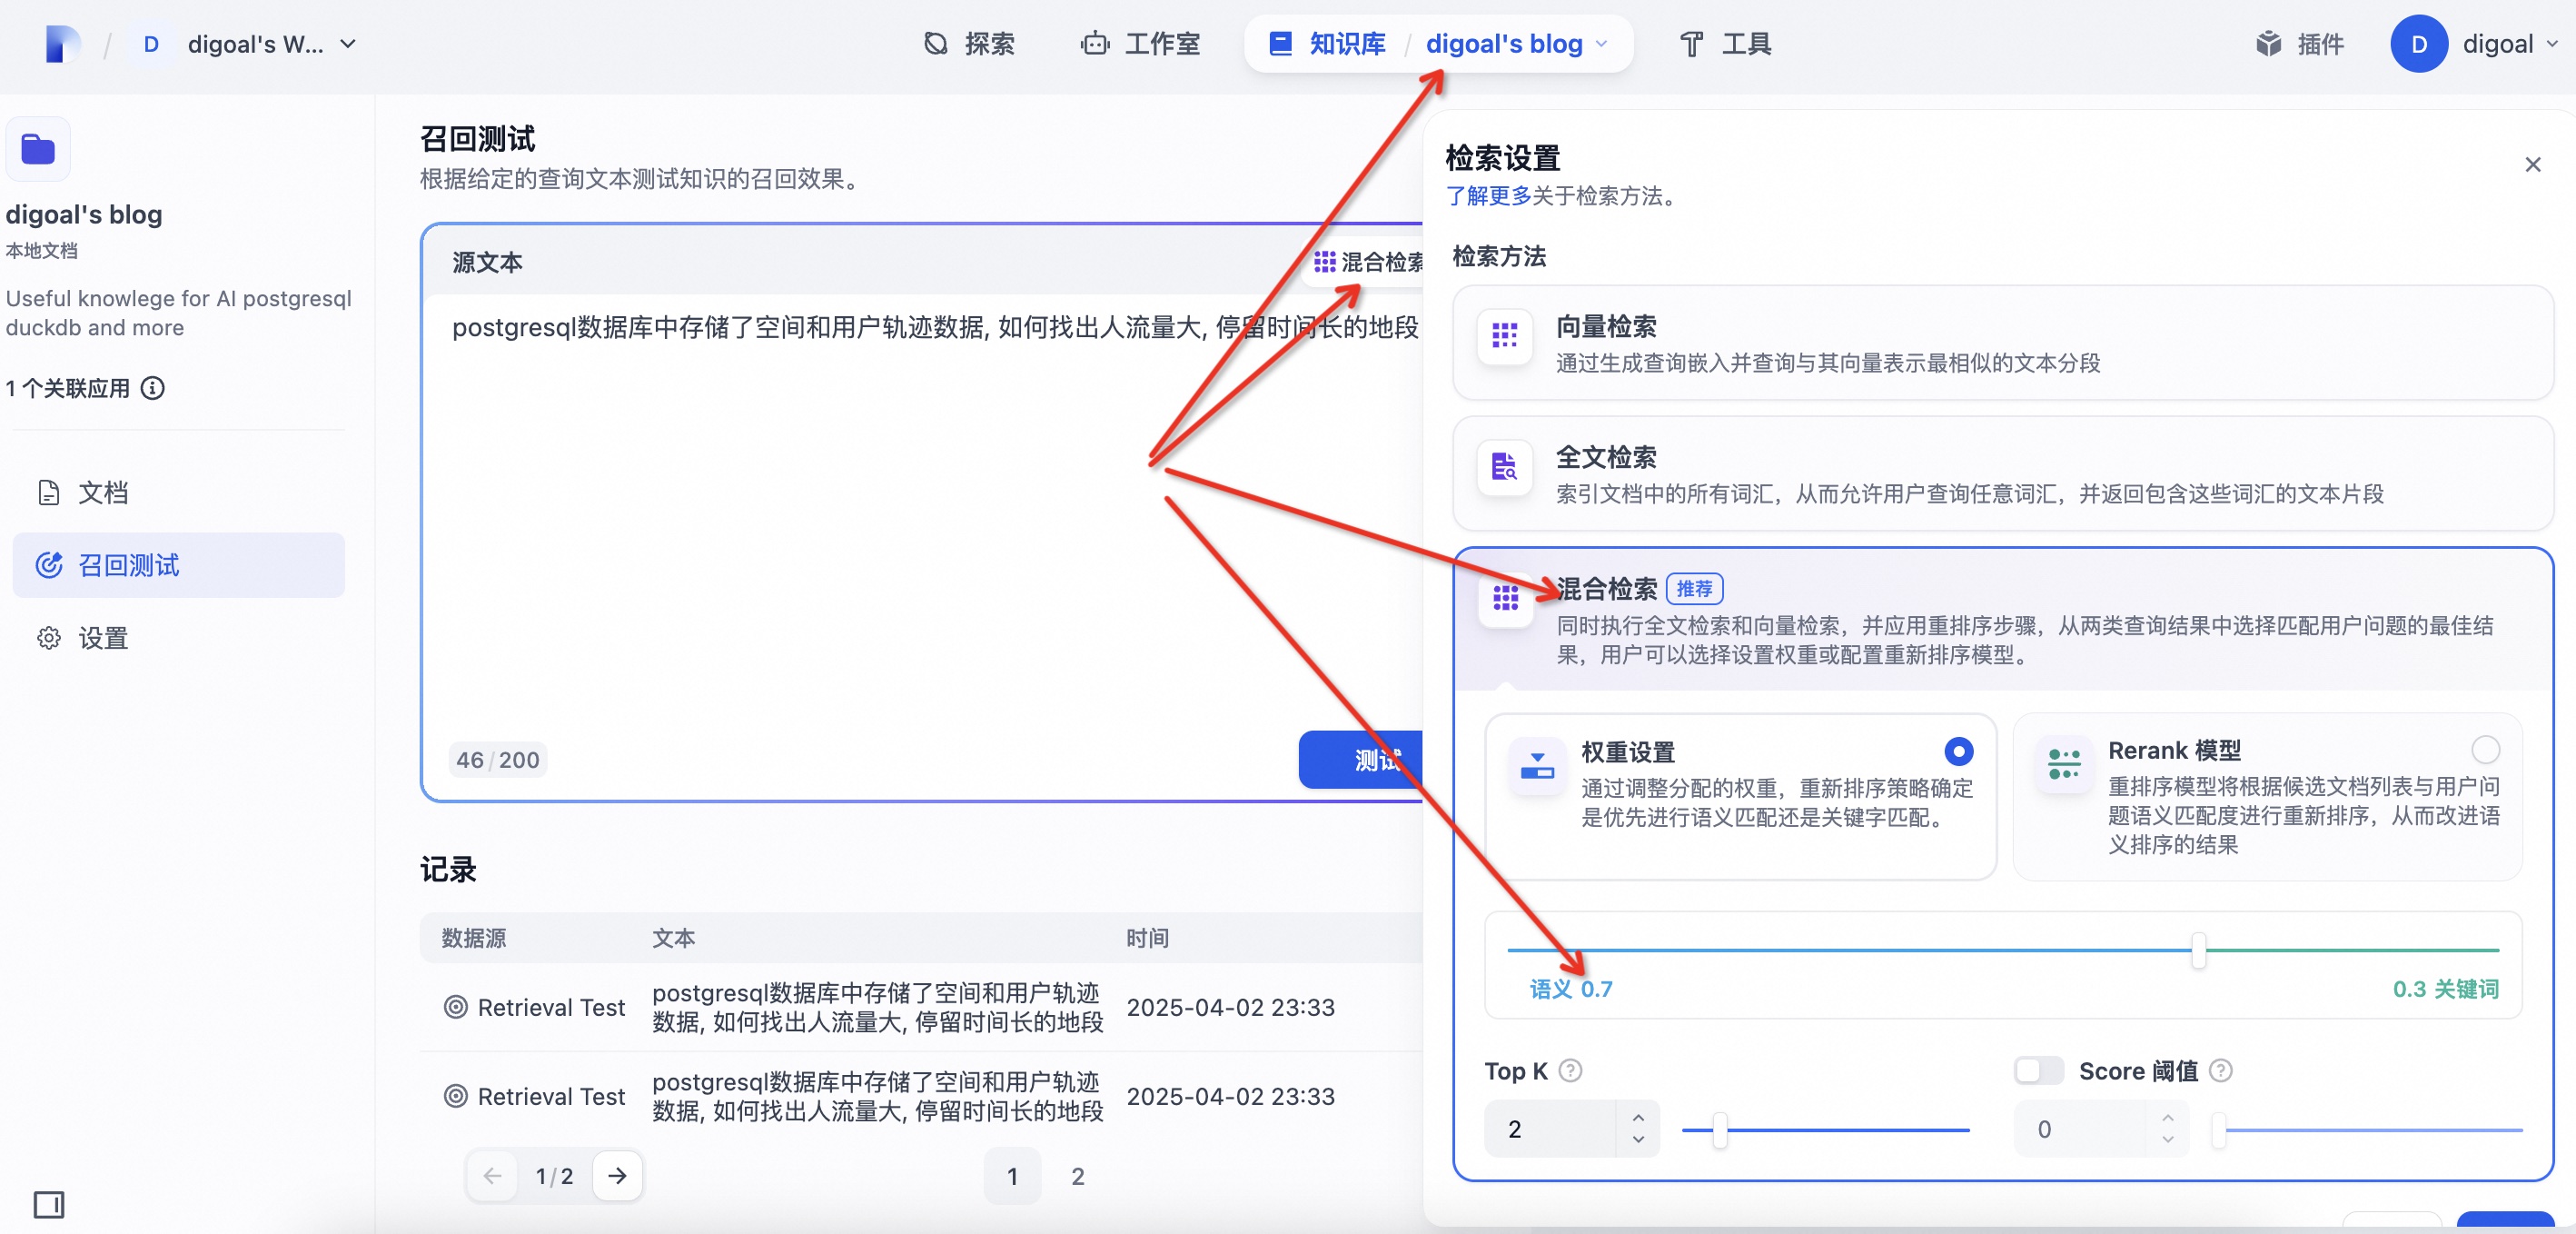 D digoal's W...
探索
工作室
知识库 / digoal's blog
工具
插件
D digoal
digoal's blog
本地文档
Useful knowlege for AI postgresql
duckdb and more
1 个关联应用
文档
召回测试
设置
召回测试
根据给定的查询文本测试知识的召回效果。
源文本
混合检索
postgresql数据库中存储了空间和用户轨迹数据, 如何找出人流量大, 停留时间长的地段
46 / 200
测试
记录
数据源 文本 时间
Retrieval Test
postgresql数据库中存储了空间和用户轨迹
数据, 如何找出人流量大, 停留时间长的地段
2025-04-02 23:33
Retrieval Test
postgresql数据库中存储了空间和用户轨迹
数据, 如何找出人流量大, 停留时间长的地段
2025-04-02 23:33
1 / 2
1 2
检索设置
了解更多关于检索方法。
检索方法
向量检索
通过生成查询嵌入并查询与其向量表示最相似的文本分段
全文检索
索引文档中的所有词汇，从而允许用户查询任意词汇，并返回包含这些词汇的文本片段
混合检索 推荐
同时执行全文检索和向量检索，并应用重排序步骤，从两类查询结果中选择匹配用户问题的最佳结
果，用户可以选择设置权重或配置重新排序模型。
权重设置
通过调整分配的权重，重新排序策略确定
是优先进行语义匹配还是关键字匹配。
Rerank 模型
重排序模型将根据候选文档列表与用户问
题语义匹配度进行重新排序，从而改进语
义排序的结果
语义 0.7
0.3 关键词
Top K
2
Score 阈值
0